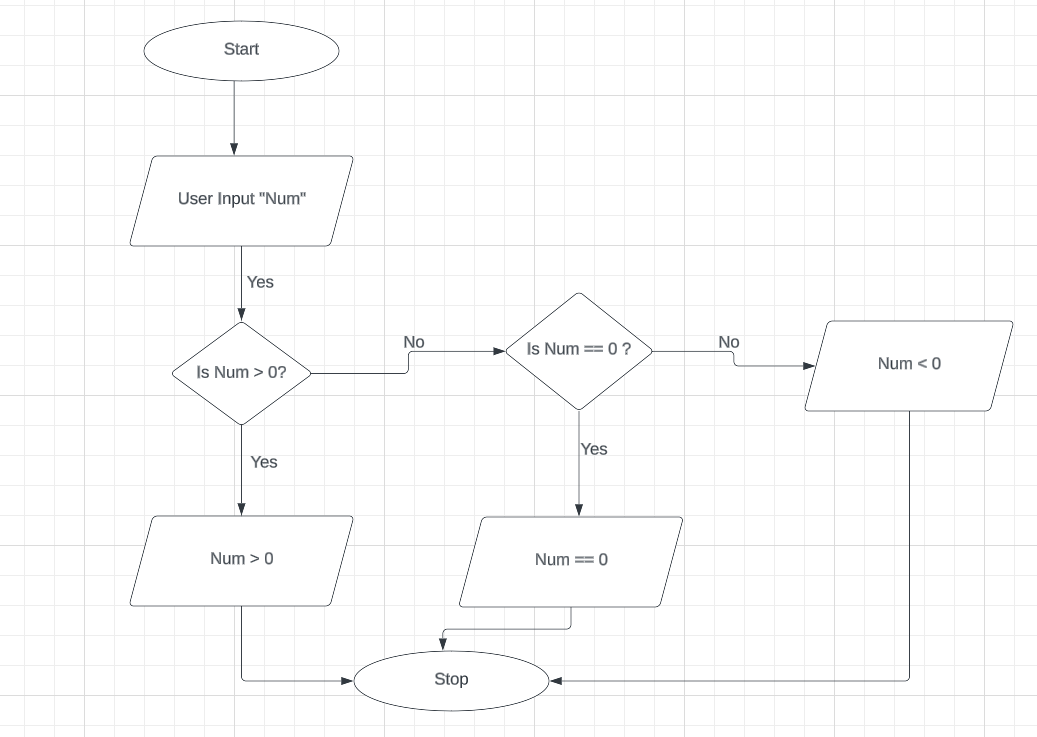 Start
User Input "Num"
Yes
Is Num > 0?
No
Is Num == 0 ?
No
Num < 0
Yes
Yes
Num > 0
Num == 0
Stop